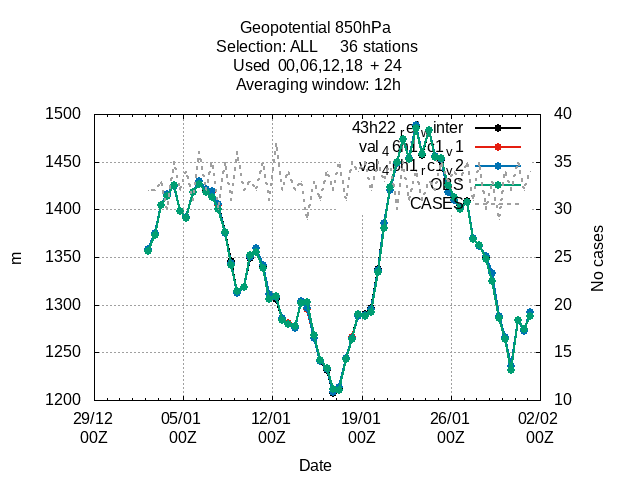 Geopotential 850hPa
Selection: ALL 36 stations
Used 00,06,12,18 + 24
Averaging window: 12h
1500
1450
1400
1350
1300
1250
1200
40
35
30
25
20
15
10
m
No cases
OBS
CASES
29/12 05/01 12/01 19/01 26/01 02/02
00Z 00Z 00Z 00Z 00Z 00Z
Date